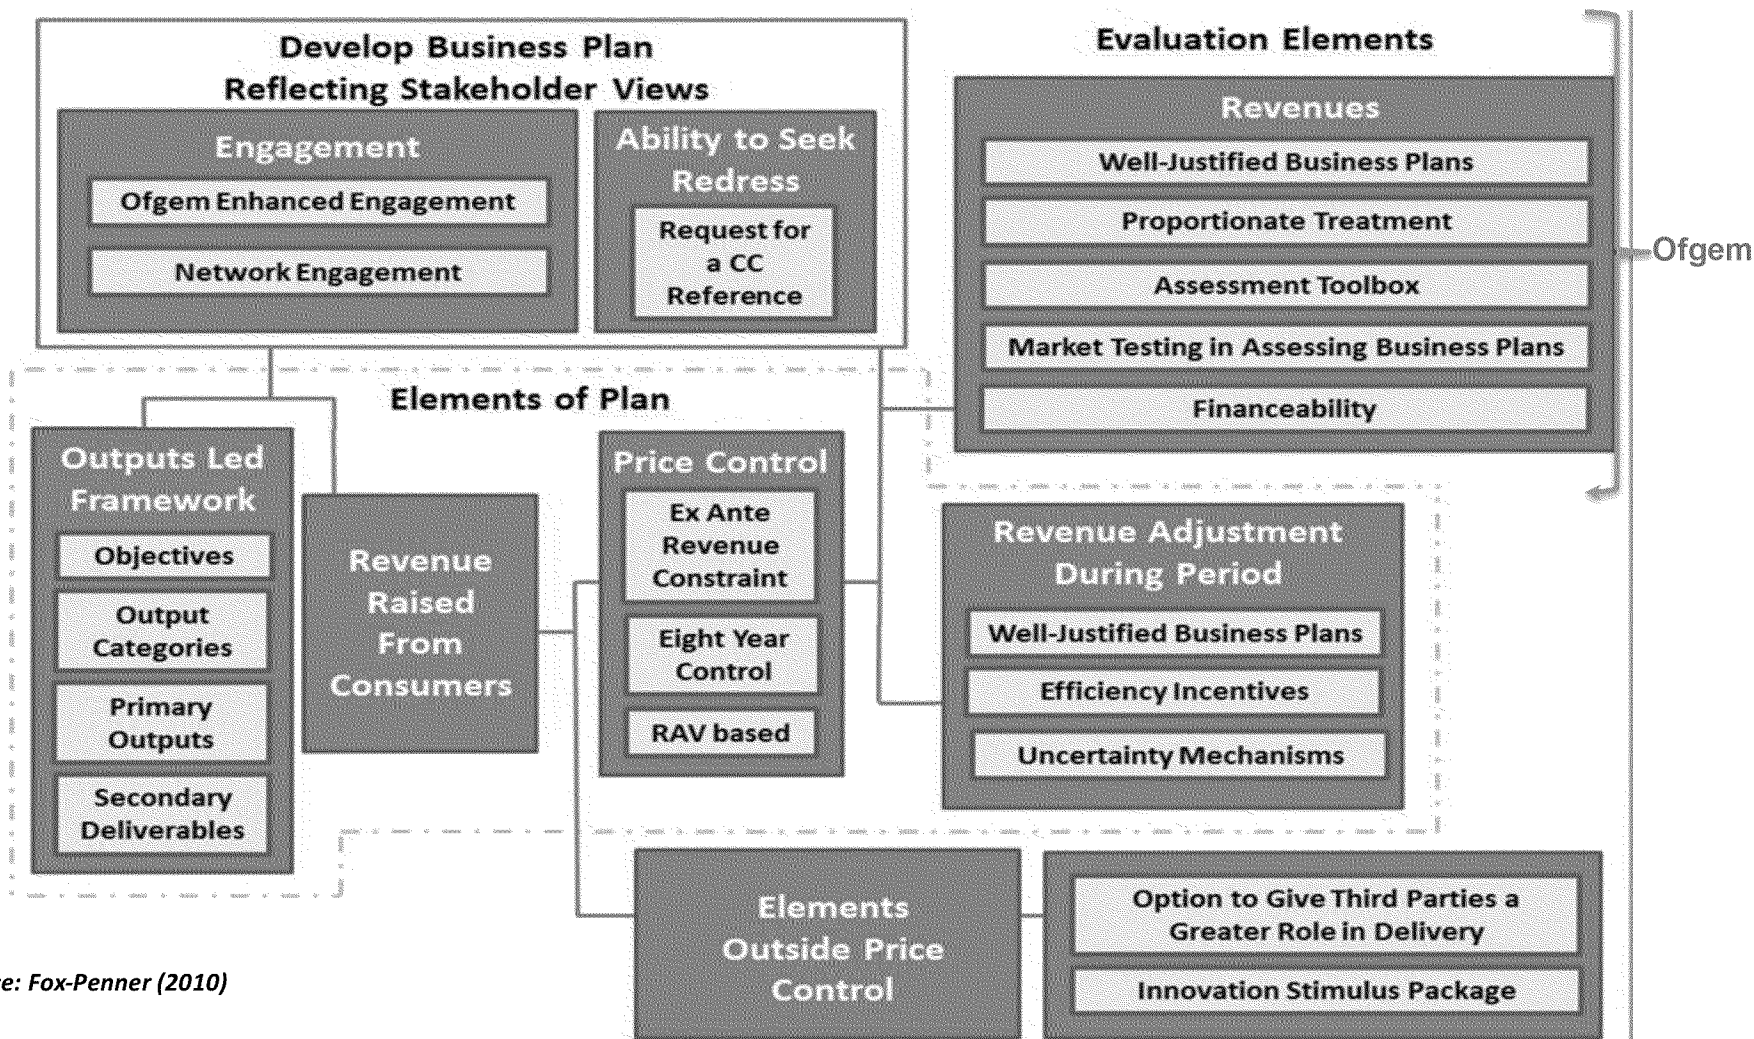 Develop Business Plan
Reflecting Stakeholder Views
Engagement
Ofgem Enhanced Engagement
Network Engagement
Ability to Seek
Redress
Request for
a CC
Reference
Evaluation Elements
Revenues
Well-Justified Business Plans
Proportionate Treatment
Assessment Toolbox
Market Testing in Assessing Business Plans
Financeability
Ofgem
Elements of Plan
Outputs Led
Framework
Objectives
Output
Categories
Primary
Outputs
Secondary
Deliverables
Revenue
Raised
From
Consumers
Price Control
Ex Ante
Revenue
Constraint
Eight Year
Control
RAV based
Revenue Adjustment
During Period
Well-Justified Business Plans
Efficiency Incentives
Uncertainty Mechanisms
Elements
Outside Price
Control
Option to Give Third Parties a
Greater Role in Delivery
Innovation Stimulus Package
: Fox-Penner (2010)